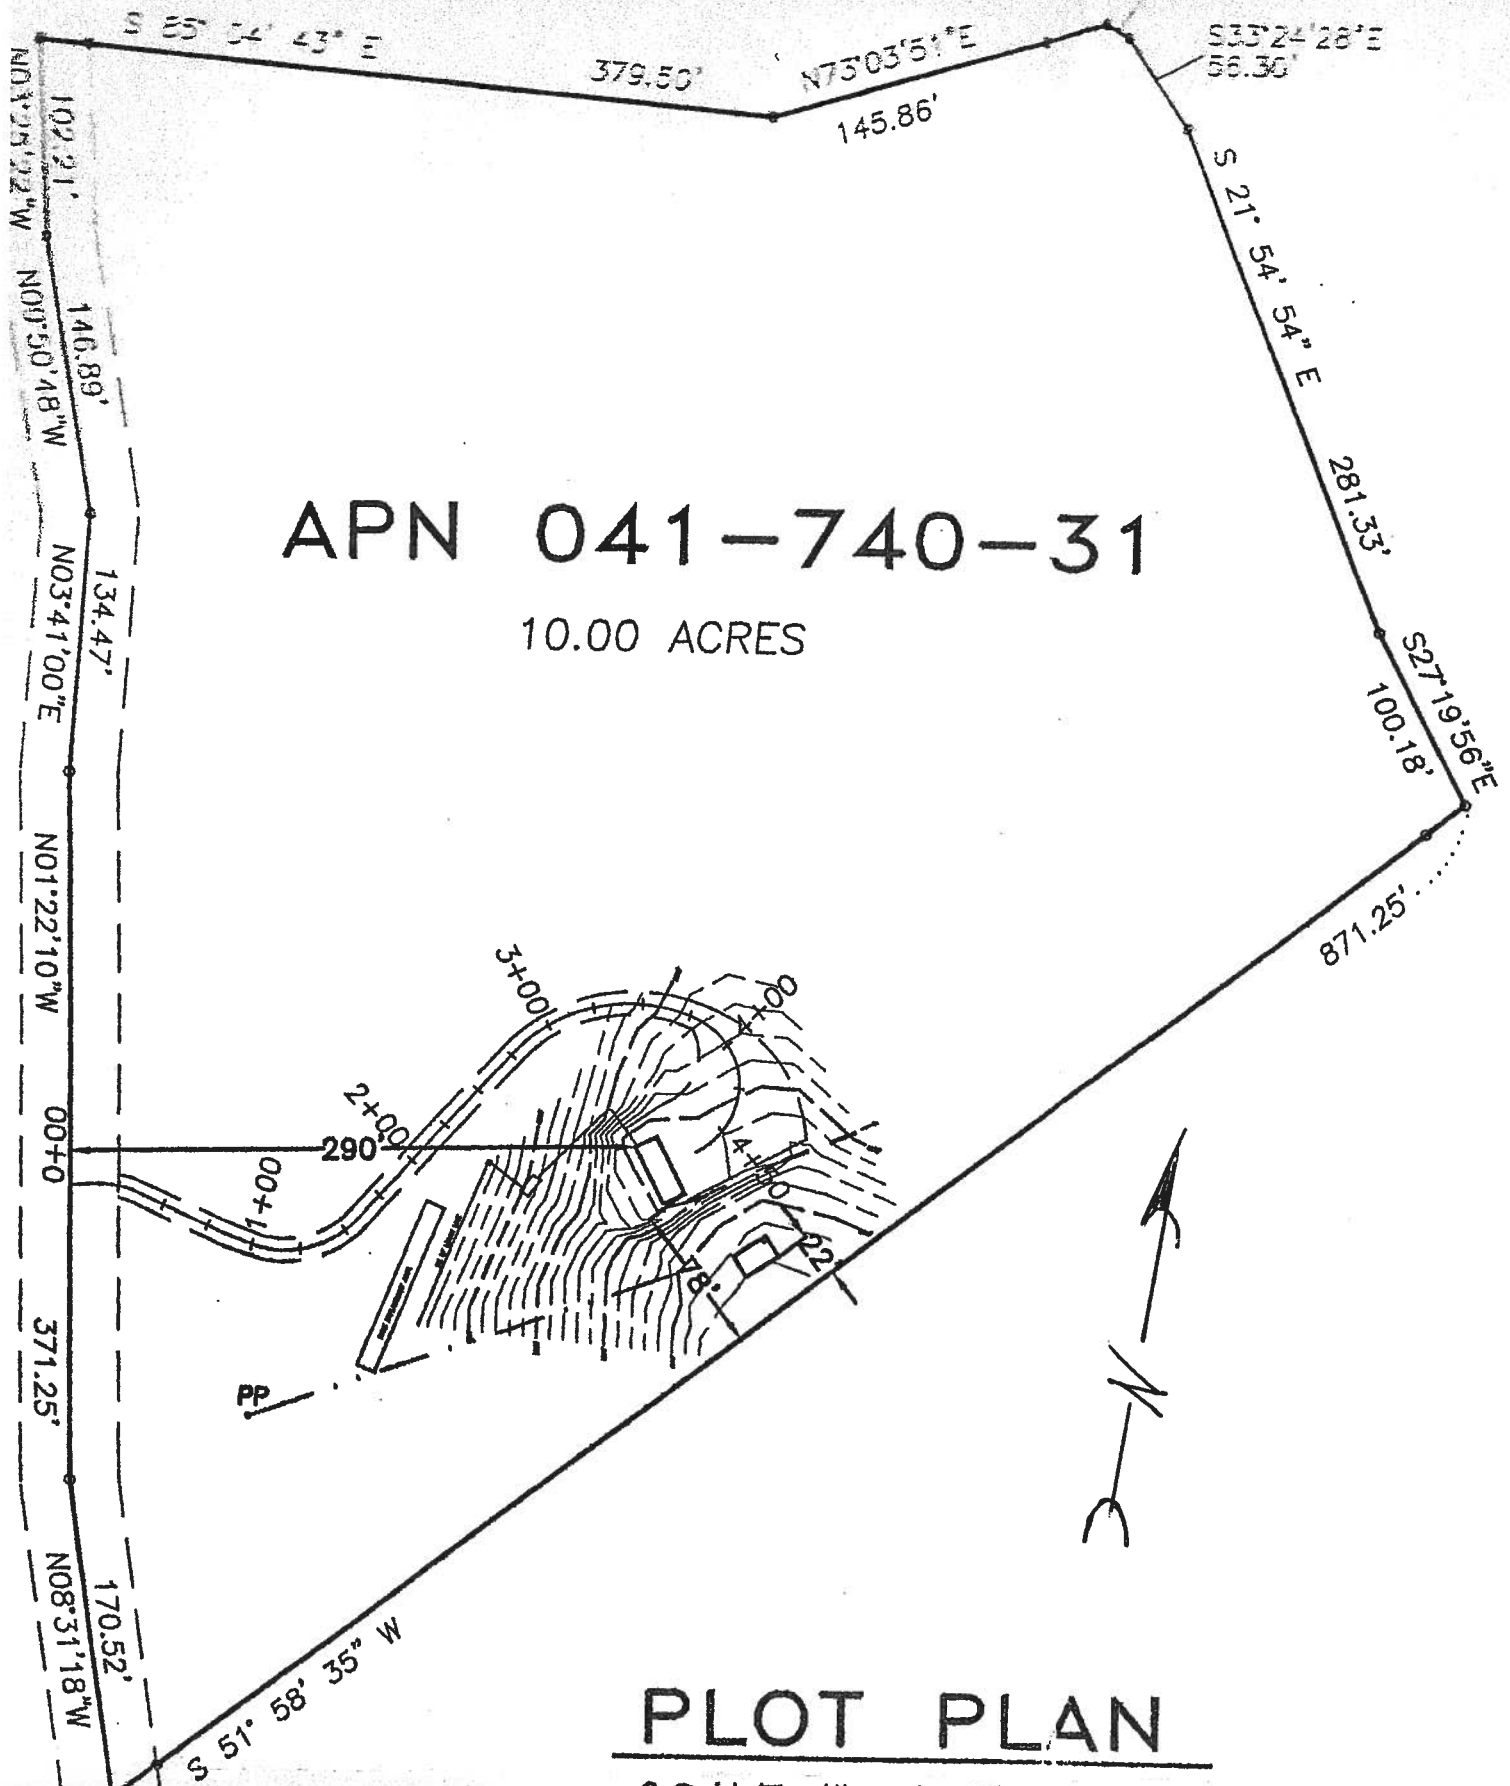 S 85° 04' 43" E
379.50'
N73°03'51"E
145.86'
S33°24'28"E
56.30'
102.21'
S 21° 54' 54" E
281.33'
146.89'
N00°50'48"W
APN 041-740-31
10.00 ACRES
134.47'
N03°41'00"E
S27°19'56"E
100.18'
871.25'
N01°22'10"W
3+00
4+00
2+00
290'
0+00
1+00
22'
PP
371.25'
N
N08°31'18"W
170.52'
S 51° 58' 35" W
PLOT PLAN